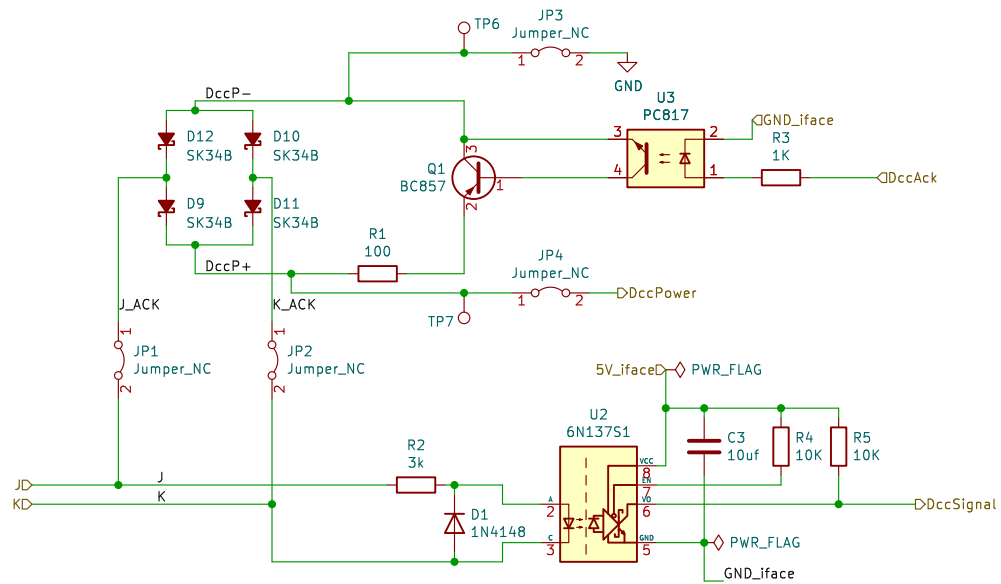 JP3
TP6
Jumper_NC
1
2
GND
DccP-
U3
PC817
D12
SK34B
D10
SK34B
3
2
GND_iface
R3
1K
3
Q1
BC857
1
4
1
DccAck
2
D9
SK34B
D11
SK34B
R1
100
DccP+
JP4
Jumper_NC
1
2
DccPower
TP7
J_ACK
K_ACK
1
JP1
Jumper_NC
2
1
JP2
Jumper_NC
2
5V_iface
PWR_FLAG
U2
6N137S1
R2
3k
C3
10uf
R4
10K
R5
10K
VCC
8
EN
7
J
J
K
K
A
2
VO
6
DccSignal
D1
1N4148
C
3
GND
5
PWR_FLAG
GND_iface